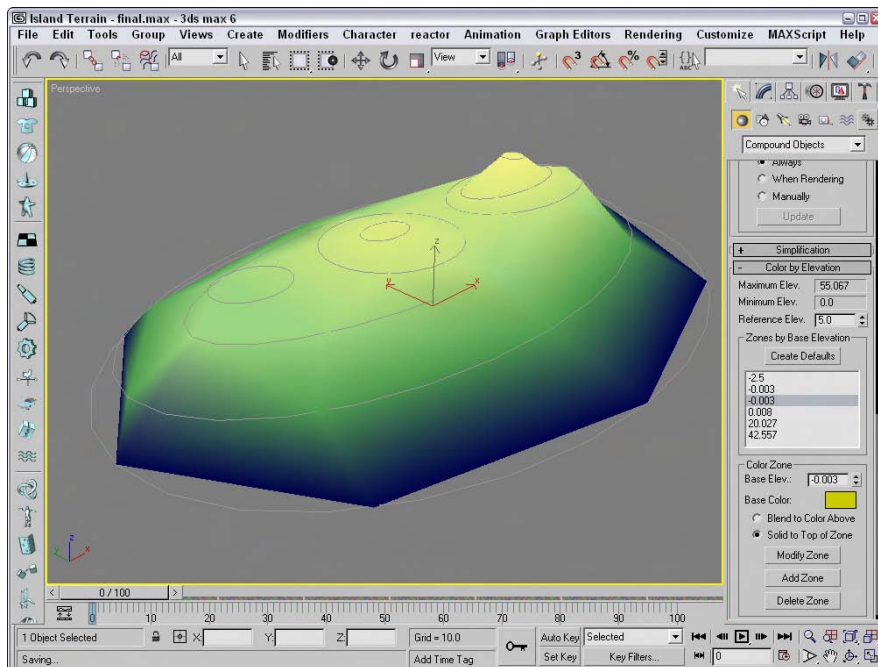 Island Terrain - final.max - 3ds max 6
File Edit Tools Group Views Create Modifiers Character reactor Animation Graph Editors Rendering Customize MAXScript Help
All
View
3
%
ABC
Perspective
z
y
x
z
y
x
Compound Objects
Always
When Rendering
Manually
Update
+ Simplification
- Color by Elevation
Maximum Elev. 55.067
Minimum Elev. 0.0
Reference Elev. 5.0
Zones by Base Elevation
Create Defaults
-2.5
-0.003
-0.003
0.008
20.027
42.557
Color Zone
Base Elev.: -0.003
Base Color:
Blend to Color Above
Solid to Top of Zone
Modify Zone
Add Zone
Delete Zone
< 0 / 100 >
0 10 20 30 40 50 60 70 80 90 100
1 Object Selected X: Y: Z: Grid = 10.0 Auto Key Selected
Saving... Add Time Tag Set Key Key Filters... 0